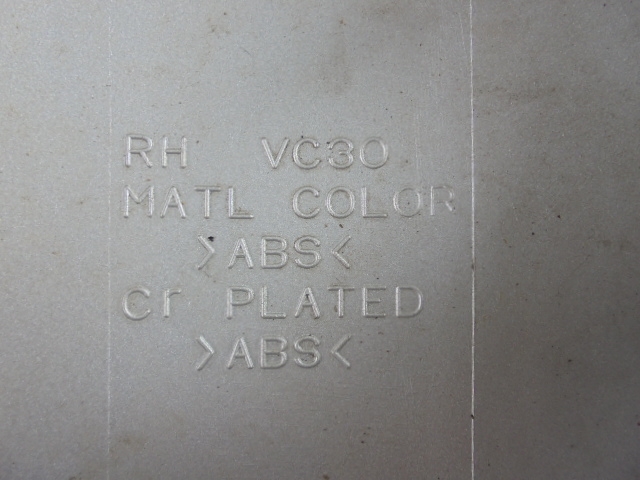 RH VC30
MATL COLOR
>ABS<
Cr PLATED
>ABS<